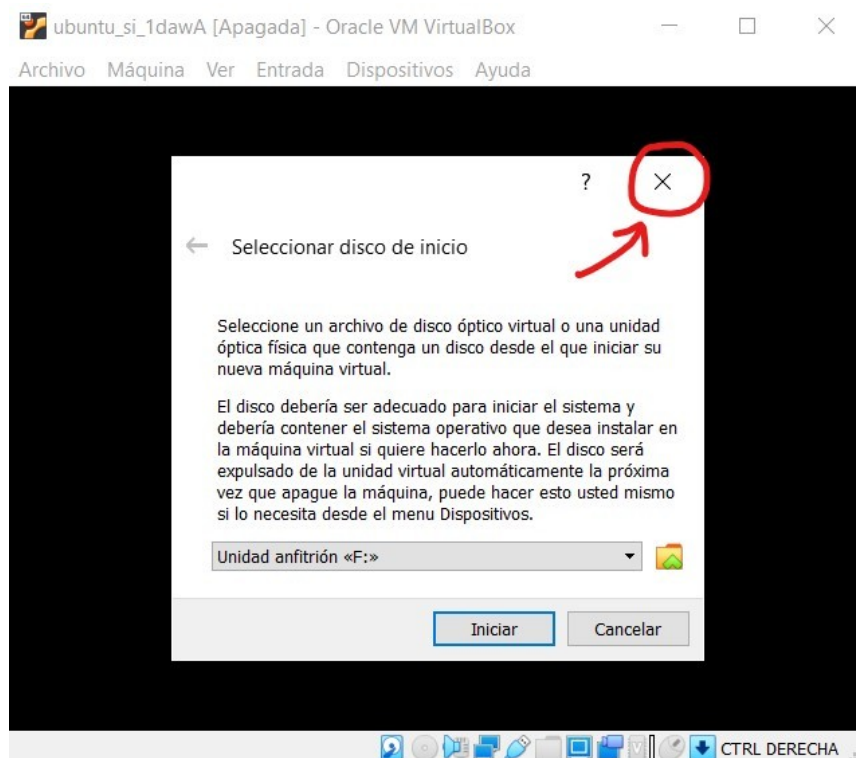 ubuntu_si_1dawA [Apagada] - Oracle VM VirtualBox
Archivo Máquina Ver Entrada Dispositivos Ayuda
?
Seleccionar disco de inicio
Seleccione un archivo de disco óptico virtual o una unidad
óptica física que contenga un disco desde el que iniciar su
nueva máquina virtual.
El disco debería ser adecuado para iniciar el sistema y
debería contener el sistema operativo que desea instalar en
la máquina virtual si quiere hacerlo ahora. El disco será
expulsado de la unidad virtual automáticamente la próxima
vez que apague la máquina, puede hacer esto usted mismo
si lo necesita desde el menu Dispositivos.
Unidad anfitrión «F:»
Iniciar Cancelar
CTRL DERECHA